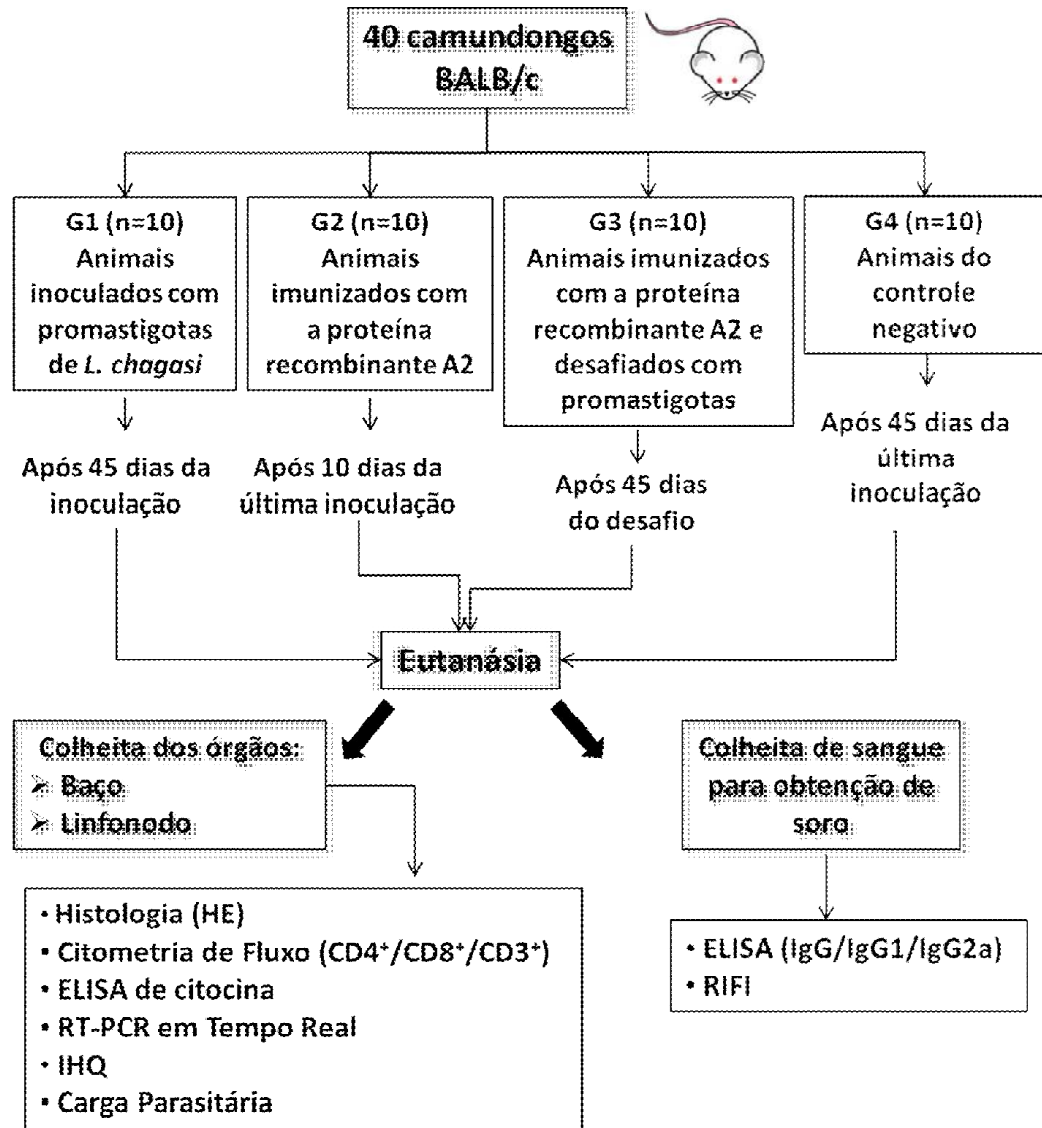 40 camundongos
BALB/c
G1 (n=10)
Animais
inoculados com
promastigotas
de L. chagasi
G2 (n=10)
Animais
imunizados com
a proteína
recombinante A2
G3 (n=10)
Animais imunizados
com a proteína
recombinante A2 e
desafiados com
promastigotas
G4 (n=10)
Animais do
controle
negativo
Após 45 dias da
inoculação
Após 10 dias da
última inoculação
Após 45 dias
do desafio
Após 45 dias da
última
inoculação
Eutanásia
Colheita dos órgãos:
➢ Baço
➢ Linfonodo
Colheita de sangue
para obtenção de
soro
• Histologia (HE)
• Citometria de Fluxo (CD4⁺/CD8⁺/CD3⁺)
• ELISA de citocina
• RT-PCR em Tempo Real
• IHQ
• Carga Parasitária
• ELISA (IgG/IgG1/IgG2a)
• RIFI